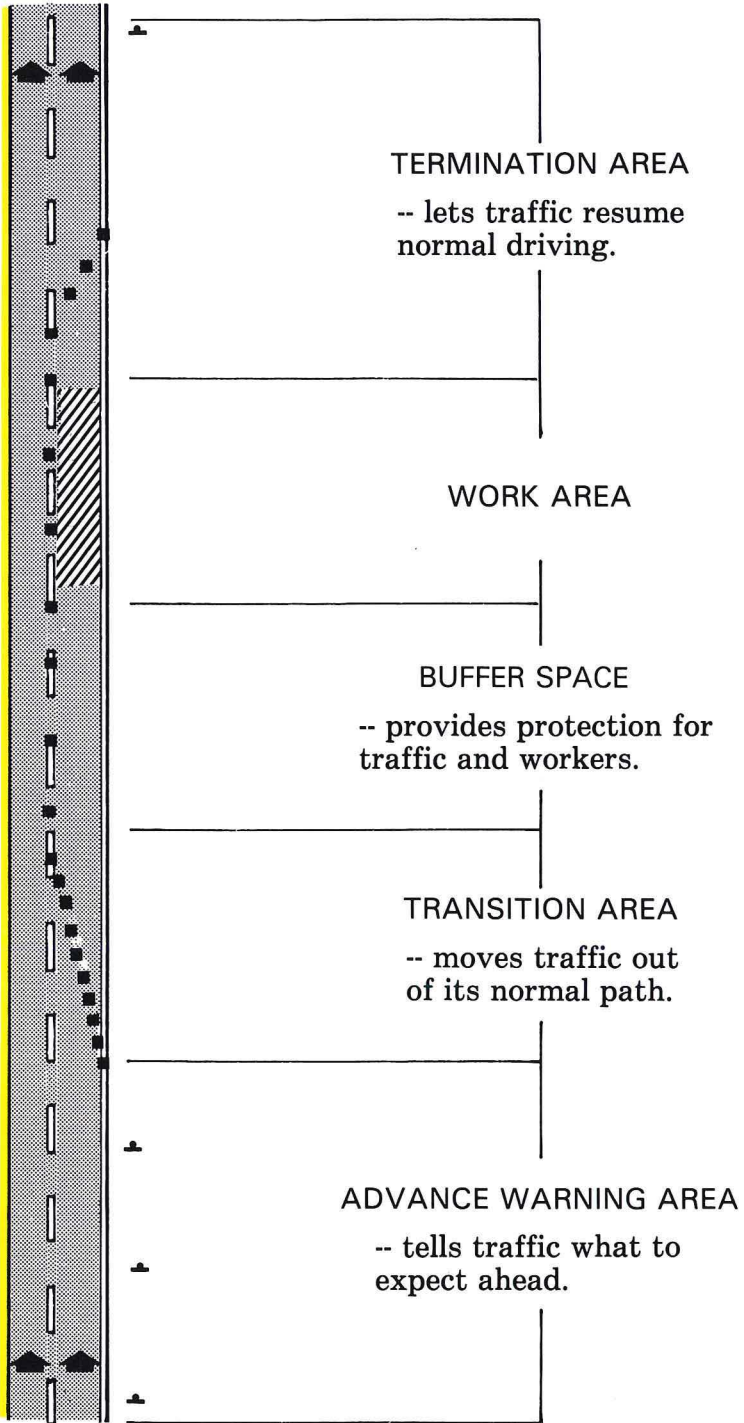 TERMINATION AREA
-- lets traffic resume
normal driving.
WORK AREA
BUFFER SPACE
-- provides protection for
traffic and workers.
TRANSITION AREA
-- moves traffic out
of its normal path.
ADVANCE WARNING AREA
-- tells traffic what to
expect ahead.